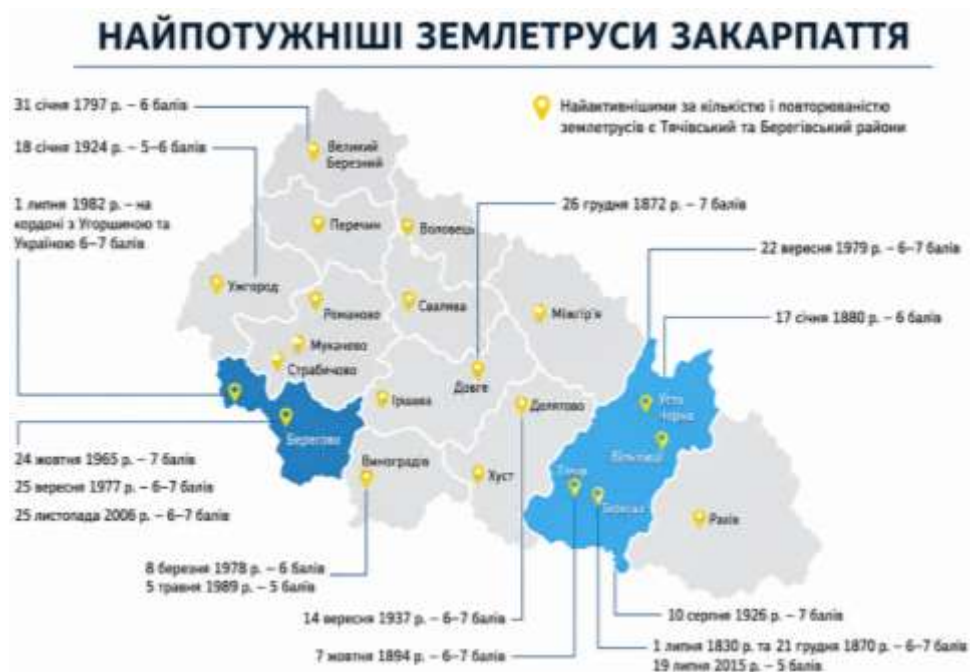 НАЙПОТУЖНІШІ ЗЕМЛЕТРУСИ ЗАКАРПАТТЯ
31 січня 1797 р. – 6 балів
Найактивнішими за кількістю і повторюваністю
землетрусів є Тячівський та Берегівський райони
18 січня 1924 р. – 5–6 балів
Великий
Березний
1 липня 1982 р. – на
кордоні з Угоршиною та
Україною 6–7 балів
26 грудня 1872 р. – 7 балів
Перечин
Воловець
22 вересня 1979 р. – 6–7 балів
Ужгород
Романово
Свалява
Міжгір'я
17 січня 1880 р. – 6 балів
Мукачево
Страбичово
Довге
Іршава
Делятово
Усть
Чорна
Берегово
Вільхівці
24 жовтня 1965 р. – 7 балів
25 вересня 1977 р. – 6–7 балів
25 листопада 2006 р. – 6–7 балів
Виноградів
Хуст
Тячів
Рахів
8 березня 1978 р. – 6 балів
5 травня 1989 р. – 5 балів
14 вересня 1937 р. – 6–7 балів
10 серпня 1926 р. – 7 балів
7 жовтня 1894 р. – 6–7 балів
1 липня 1830 р. та 21 грудня 1870 р. – 6–7 балів
19 липня 2015 р. – 5 балів